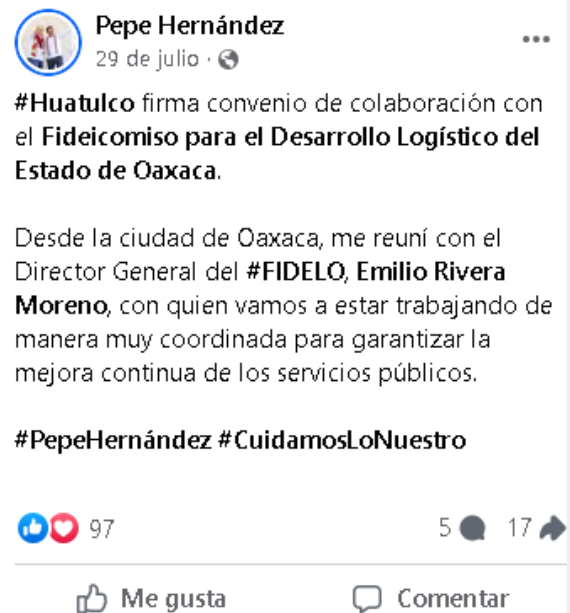 Pepe Hernández
29 de julio ·
#Huatulco firma convenio de colaboración con
el Fideicomiso para el Desarrollo Logístico del
Estado de Oaxaca.
Desde la ciudad de Oaxaca, me reuní con el
Director General del #FIDELO, Emilio Rivera
Moreno, con quien vamos a estar trabajando de
manera muy coordinada para garantizar la
mejora continua de los servicios públicos.
#PepeHernández #CuidamosLoNuestro
97 5 17
Me gusta Comentar